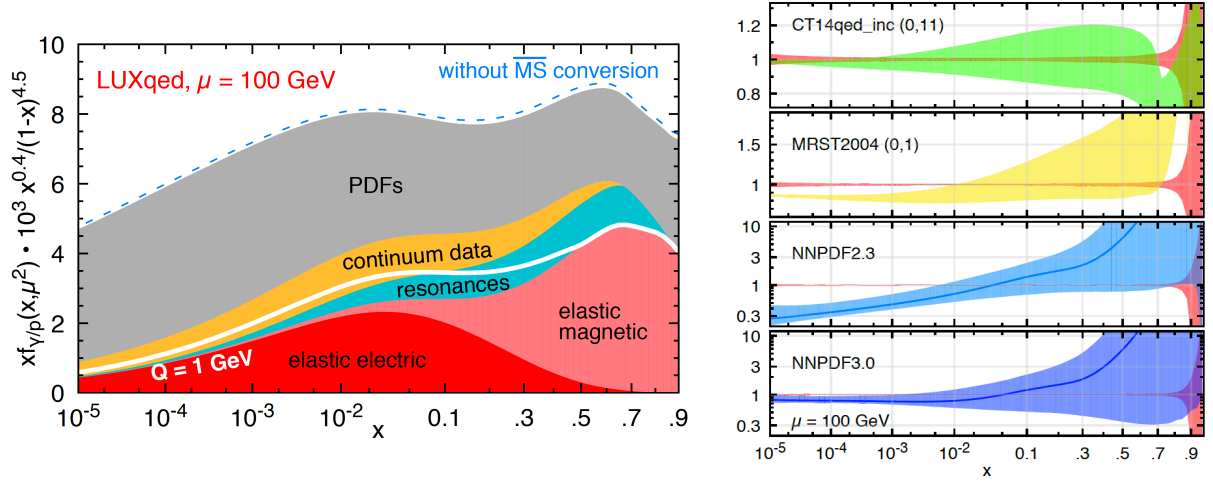 LUXqed, μ = 100 GeV
without MS conversion
xfγ/p(x,μ²) • 10³ x^0.4/(1-x)^4.5
10
8
6
4
2
0
PDFs
continuum data
resonances
elastic
magnetic
elastic electric
Q = 1 GeV
10⁻⁵ 10⁻⁴ 10⁻³ 10⁻² 0.1 .3 .5 .7 .9
x
CT14qed_inc (0,11)
1.2
1
0.8
MRST2004 (0,1)
1.5
1
NNPDF2.3
10
3
1
0.3
NNPDF3.0
10
3
1
0.3
μ = 100 GeV
10⁻⁵ 10⁻⁴ 10⁻³ 10⁻² 0.1 .3 .5 .7 .9
x